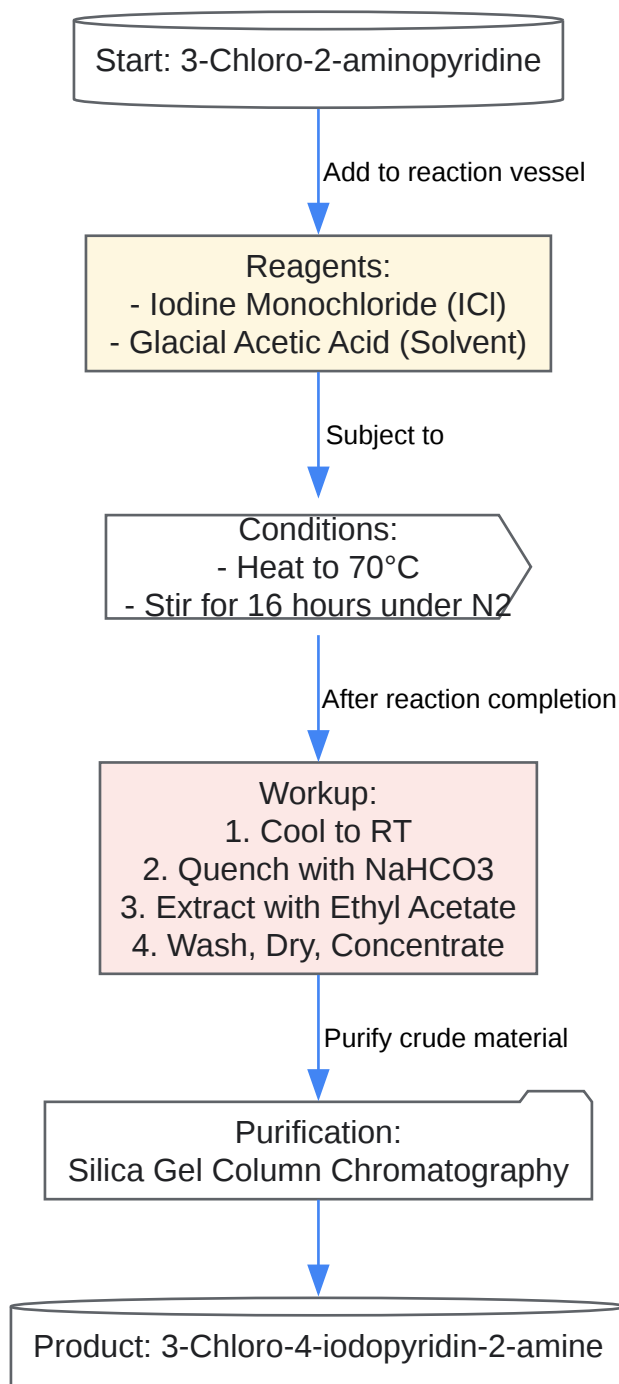 Start: 3-Chloro-2-aminopyridine
Add to reaction vessel
Reagents:
- Iodine Monochloride (ICl)
- Glacial Acetic Acid (Solvent)
Subject to
Conditions:
- Heat to 70°C
- Stir for 16 hours under N2
After reaction completion
Workup:
1. Cool to RT
2. Quench with NaHCO3
3. Extract with Ethyl Acetate
4. Wash, Dry, Concentrate
Purify crude material
Purification:
Silica Gel Column Chromatography
Product: 3-Chloro-4-iodopyridin-2-amine